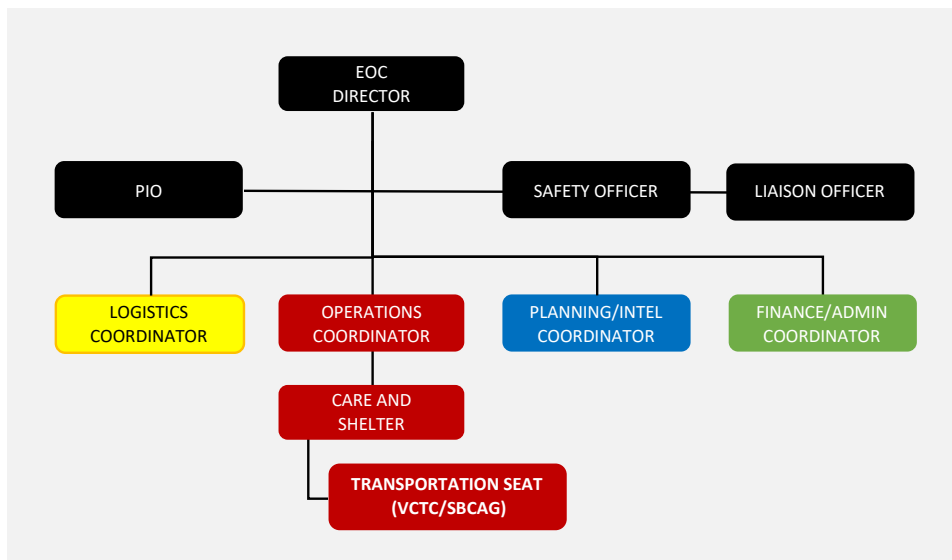 EOC
DIRECTOR
PIO
SAFETY OFFICER
LIAISON OFFICER
LOGISTICS
COORDINATOR
OPERATIONS
COORDINATOR
PLANNING/INTEL
COORDINATOR
FINANCE/ADMIN
COORDINATOR
CARE AND
SHELTER
TRANSPORTATION SEAT
(VCTC/SBCAG)